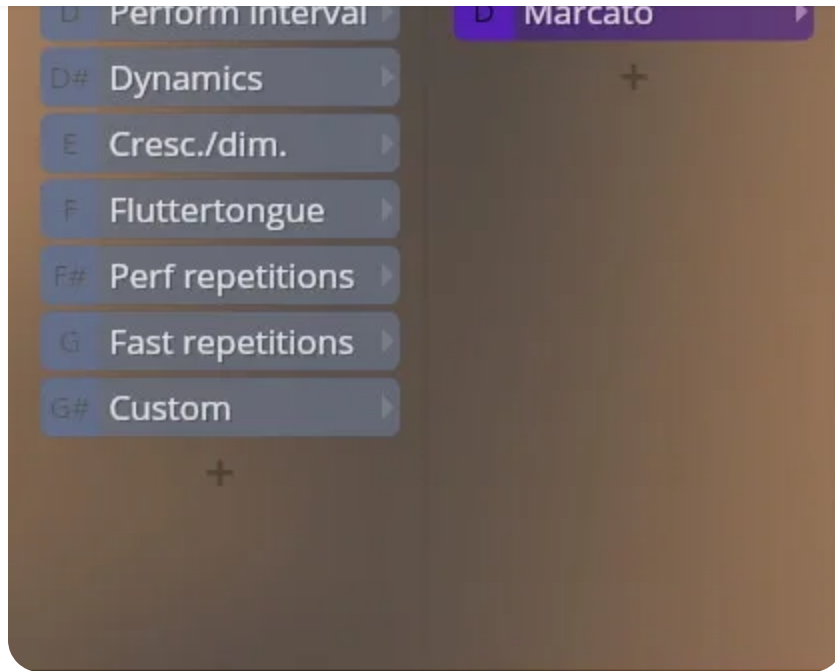 D Perform interval
D# Dynamics
E Cresc./dim.
F Fluttertongue
F# Perf repetitions
G Fast repetitions
G# Custom
+
D Marcato
+